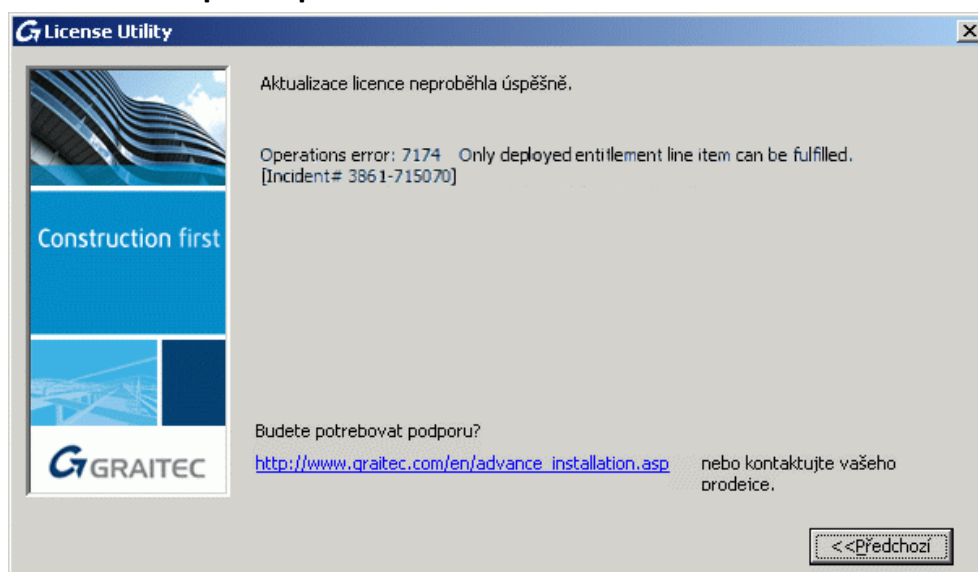 License Utility
Aktualizace licence neproběhla úspěšně.
Operations error: 7174 Only deployed entitlement line item can be fulfilled.
[Incident# 3861-715070]
Construction first
GRAITEC
Budete potrebovat podporu?
http://www.graitec.com/en/advance_installation.asp nebo kontaktujte vašeho
prodejce.
<<Předchozí